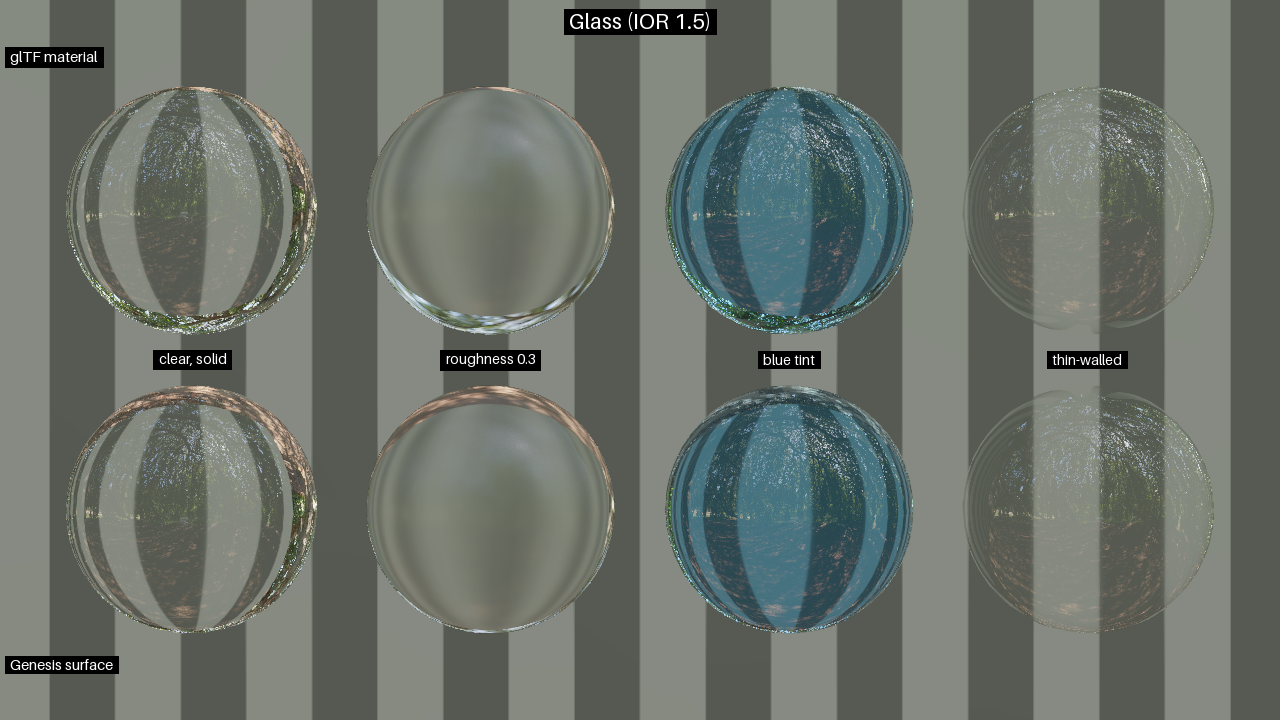 Glass (IOR 1.5)
glTF material
clear, solid
roughness 0.3
blue tint
thin-walled
Genesis surface